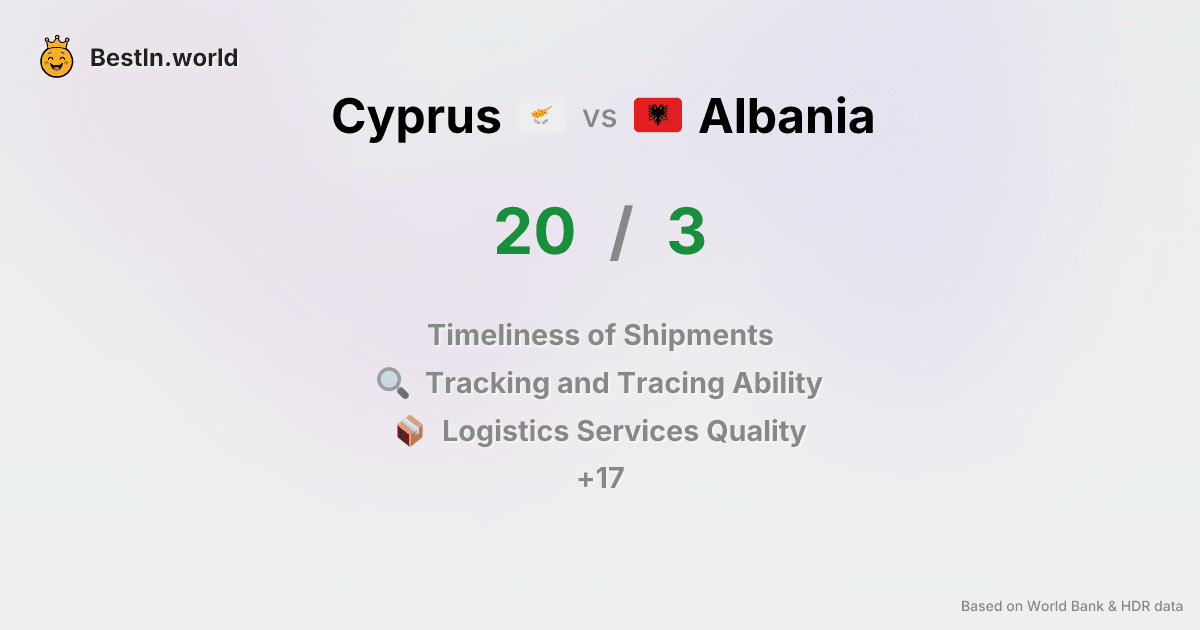 BestIn.world
Cyprus vs Albania
20 / 3
Timeliness of Shipments
Tracking and Tracing Ability
Logistics Services Quality
+17
Based on World Bank & HDR data